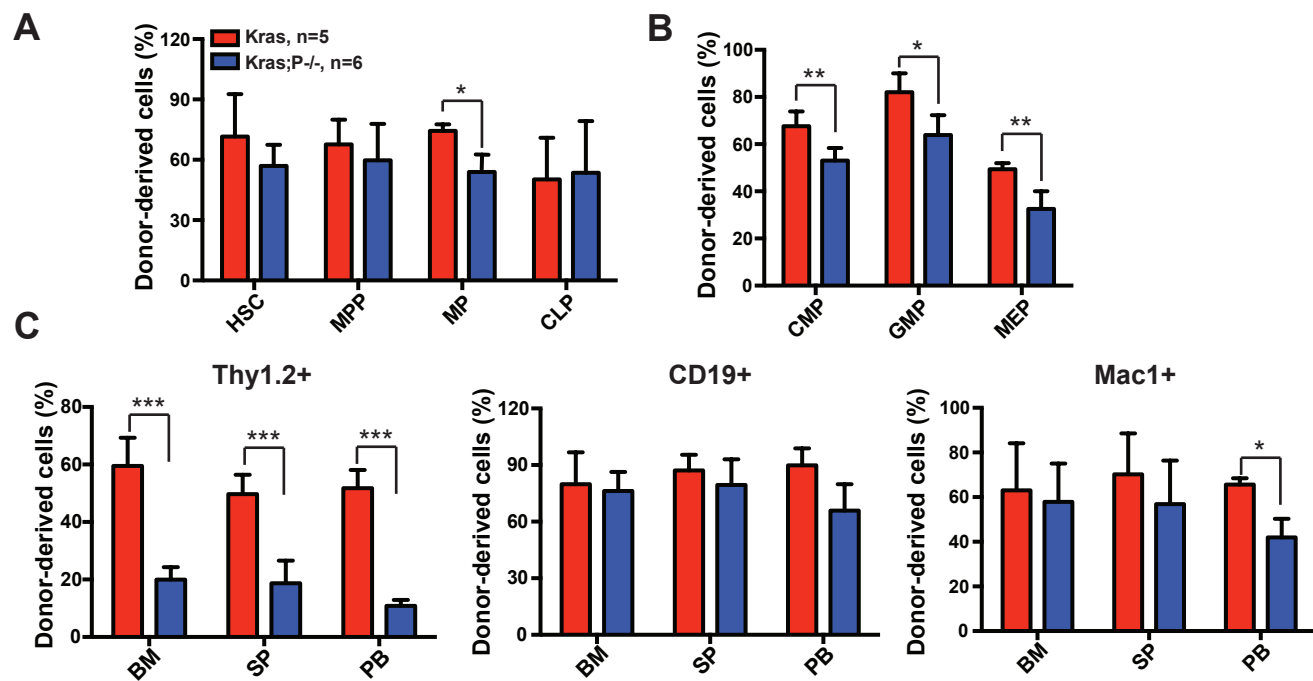 A
Donor-derived cells (%)
120
90
60
30
0
Kras, n=5
Kras;P-/-, n=6
*
HSC
MPP
MP
CLP
B
Donor-derived cells (%)
100
80
60
40
20
0
**
*
**
CMP
GMP
MEP
C
Thy1.2+
Donor-derived cells (%)
80
60
40
20
0
***
***
***
BM
SP
PB
CD19+
Donor-derived cells (%)
120
90
60
30
0
BM
SP
PB
Mac1+
Donor-derived cells (%)
100
80
60
40
20
0
*
BM
SP
PB